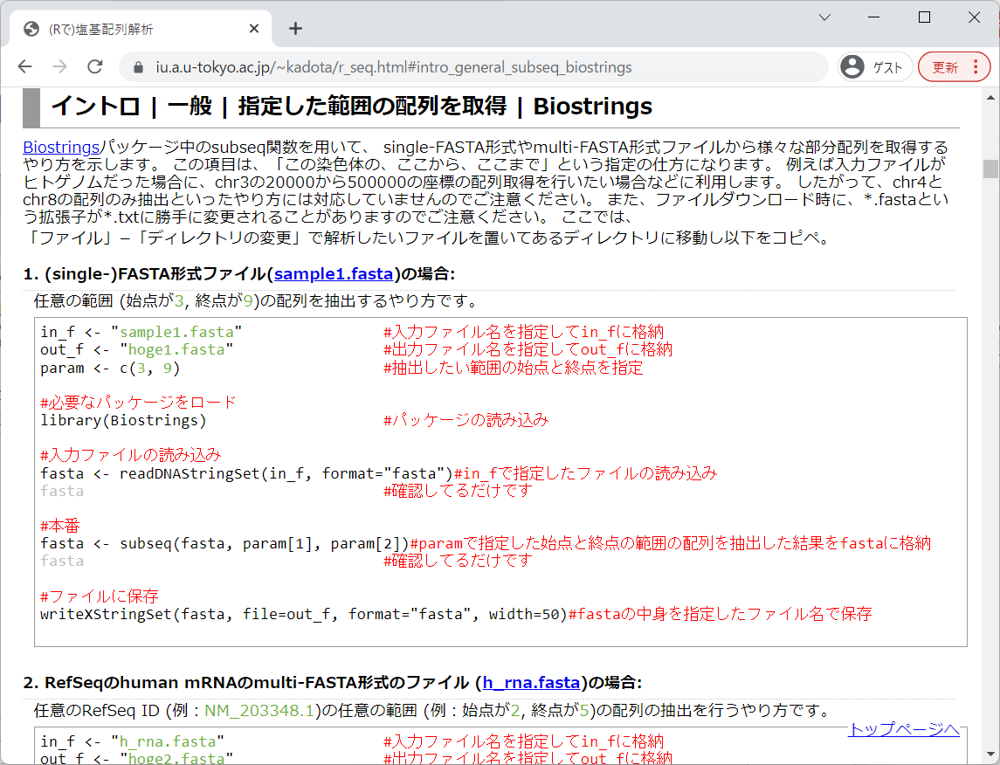 (Rで)塩基配列解析
iu.a.u-tokyo.ac.jp/~kadota/r_seq.html#intro_general_subseq_biostrings
ゲスト
更新
イントロ | 一般 | 指定した範囲の配列を取得 | Biostrings
Biostringsパッケージ中のsubseq関数を用いて、 single-FASTA形式やmulti-FASTA形式ファイルから様々な部分配列を取得する
やり方を示します。 この項目は、「この染色体の、ここから、ここまで」という指定の仕方になります。 例えば入力ファイルが
ヒトゲノムだった場合に、chr3の20000から500000の座標の配列取得を行いたい場合などに利用します。 したがって、chr4と
chr8の配列のみ抽出といったやり方には対応していませんのでご注意ください。 また、ファイルダウンロード時に、*.fastaとい
う拡張子が*.txtに勝手に変更されることがありますのでご注意ください。 ここでは、
「ファイル」−「ディレクトリの変更」で解析したいファイルを置いてあるディレクトリに移動し以下をコピペ。
1. (single-)FASTA形式ファイル(sample1.fasta)の場合:
任意の範囲 (始点が3, 終点が9)の配列を抽出するやり方です。
in_f <- "sample1.fasta" #入力ファイル名を指定してin_fに格納
out_f <- "hoge1.fasta" #出力ファイル名を指定してout_fに格納
param <- c(3, 9) #抽出したい範囲の始点と終点を指定
#必要なパッケージをロード
library(Biostrings) #パッケージの読み込み
#入力ファイルの読み込み
fasta <- readDNAStringSet(in_f, format="fasta")#in_fで指定したファイルの読み込み
fasta #確認してるだけです
#本番
fasta <- subseq(fasta, param[1], param[2])#paramで指定した始点と終点の範囲の配列を抽出した結果をfastaに格納
fasta #確認してるだけです
#ファイルに保存
writeXStringSet(fasta, file=out_f, format="fasta", width=50)#fastaの中身を指定したファイル名で保存
2. RefSeqのhuman mRNAのmulti-FASTA形式のファイル (h_rna.fasta)の場合:
任意のRefSeq ID (例：NM_203348.1)の任意の範囲 (例：始点が2, 終点が5)の配列の抽出を行うやり方です。
トップページへ
in_f <- "h_rna.fasta" #入力ファイル名を指定してin_fに格納
out_f <- "hoge2.fasta" #出力ファイル名を指定してout_fに格納